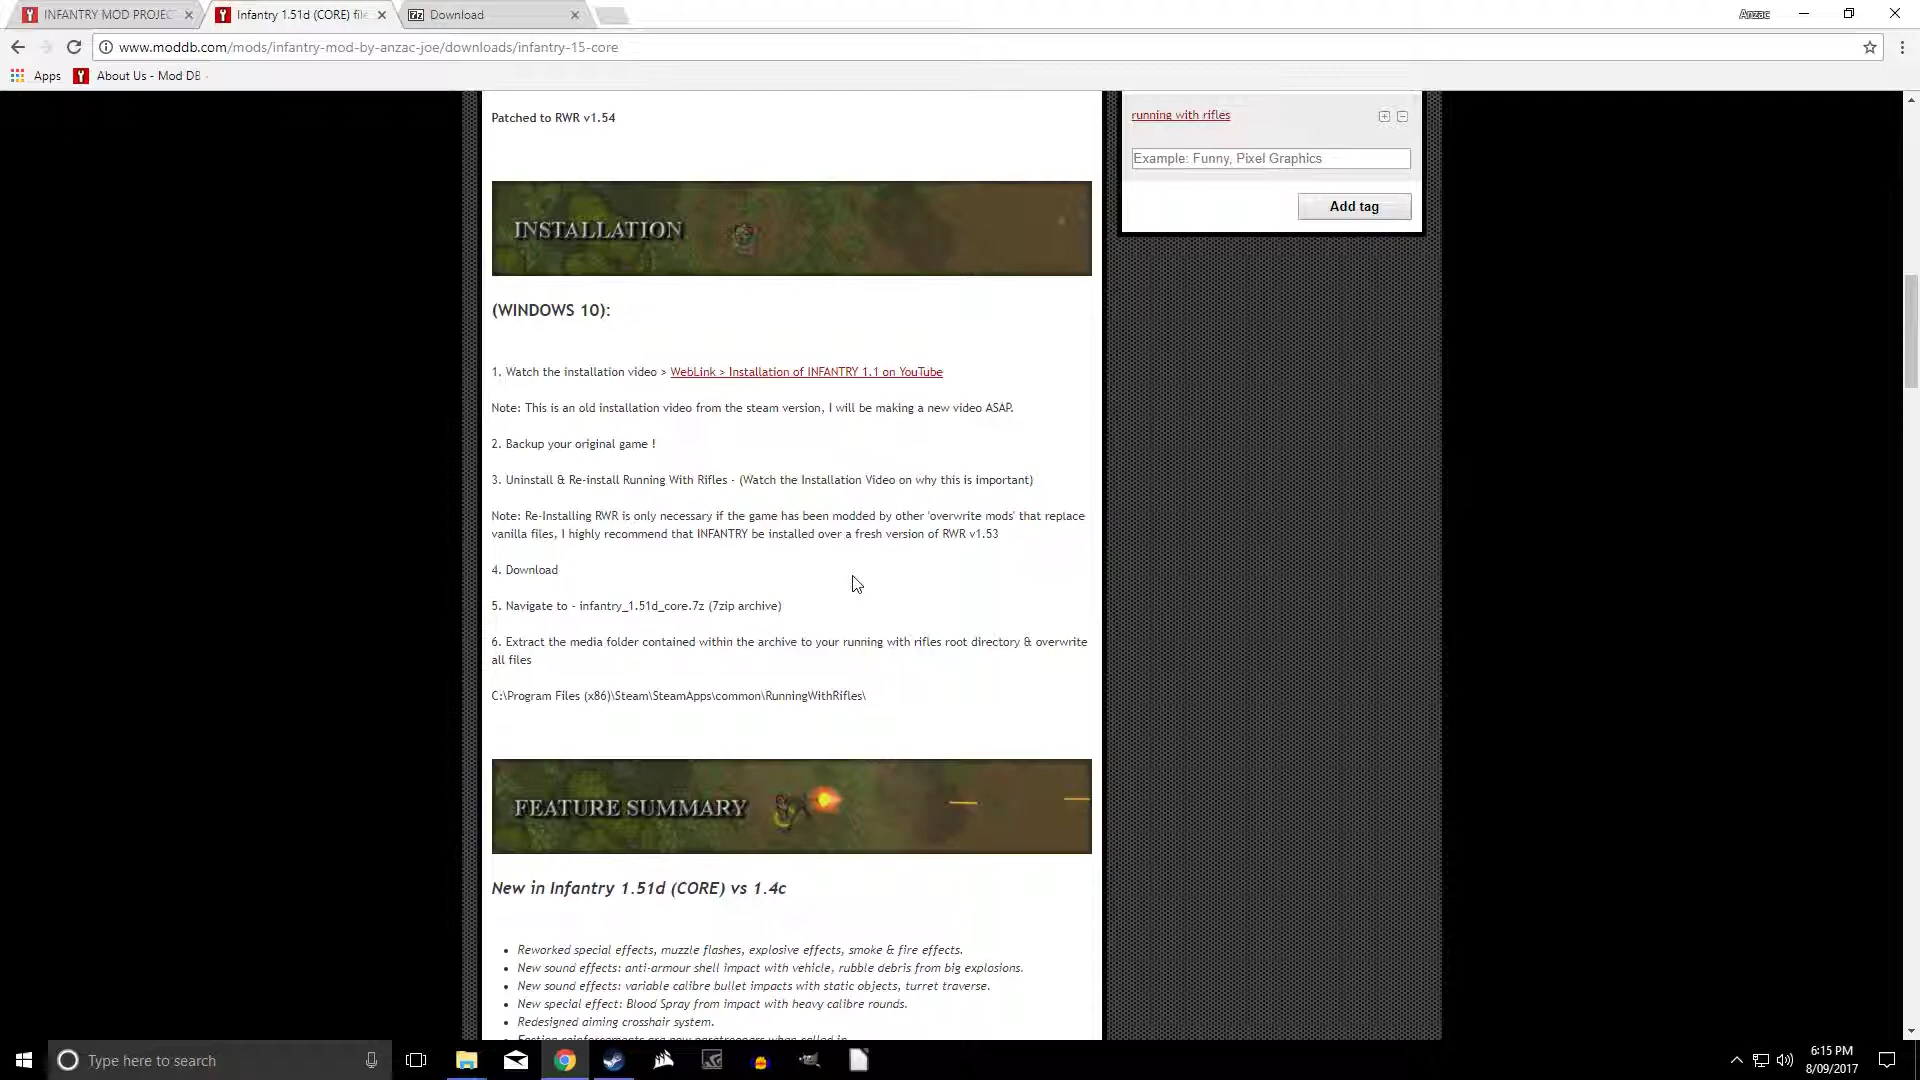 INFANTRY MOD PROJEC
Infantry 1.51d (CORE) file
Download
Anzac
www.moddb.com/mods/infantry-mod-by-anzac-joe/downloads/infantry-15-core
Apps
About Us - Mod DB
Patched to RWR v1.54
running with rifles
Example: Funny, Pixel Graphics
Add tag
INSTALLATION
(WINDOWS 10):
1. Watch the installation video > WebLink > Installation of INFANTRY 1.1 on YouTube
Note: This is an old installation video from the steam version, I will be making a new video ASAP.
2. Backup your original game !
3. Uninstall & Re-install Running With Rifles - (Watch the Installation Video on why this is important)
Note: Re-Installing RWR is only necessary if the game has been modded by other 'overwrite mods' that replace
vanilla files, I highly recommend that INFANTRY be installed over a fresh version of RWR v1.53
4. Download
5. Navigate to - infantry_1.51d_core.7z (7zip archive)
6. Extract the media folder contained within the archive to your running with rifles root directory & overwrite
all files
C:\Program Files (x86)\Steam\SteamApps\common\RunningWithRifles\
FEATURE SUMMARY
New in Infantry 1.51d (CORE) vs 1.4c
• Reworked special effects, muzzle flashes, explosive effects, smoke & fire effects.
• New sound effects: anti-armour shell impact with vehicle, rubble debris from big explosions.
• New sound effects: variable calibre bullet impacts with static objects, turret traverse.
• New special effect: Blood Spray from impact with heavy calibre rounds.
• Redesigned aiming crosshair system.
Faction reinforcements are now paratroopers when called in
Type here to search
6:15 PM
8/09/2017